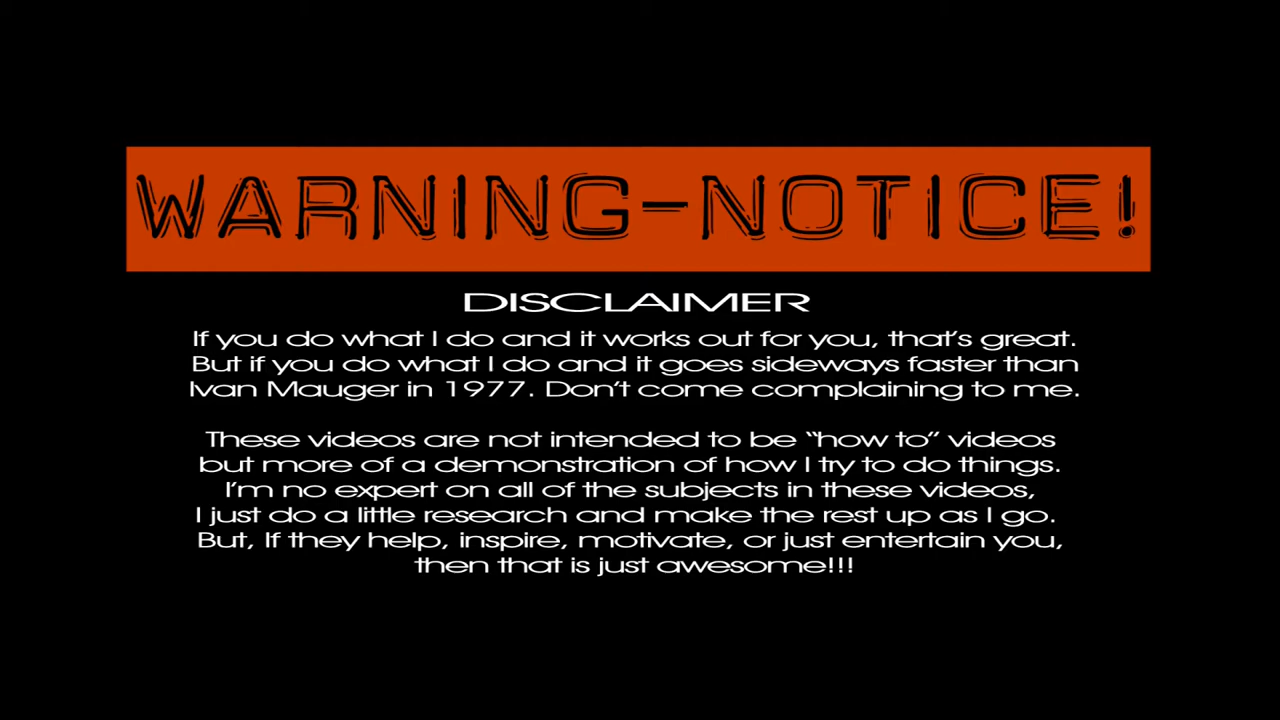 WARNING-NOTICE!
DISCLAIMER
If you do what I do and it works out for you, that's great.
But if you do what I do and it goes sideways faster than
Ivan Mauger in 1977. Don't come complaining to me.
These videos are not intended to be “how to” videos
but more of a demonstration of how I try to do things.
I'm no expert on all of the subjects in these videos,
I just do a little research and make the rest up as I go.
But, If they help, inspire, motivate, or just entertain you,
then that is just awesome!!!